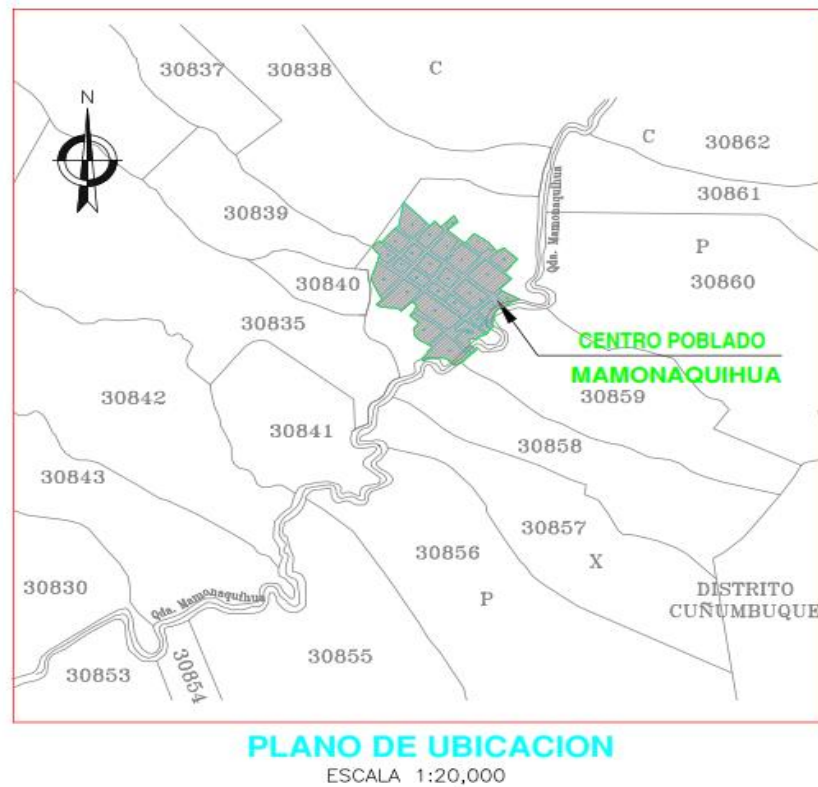 30837
30838
C
N
C
30862
30861
30839
Qda. Mamonaquihua
P
30840
30860
30835
CENTRO POBLADO
MAMONAQUIHUA
30842
30859
30841
30858
30843
30857
30856
X
30830
P
DISTRITO
CUÑUMBUQUE
Qda. Mamonaquihua
30855
30853
30854
PLANO DE UBICACION
ESCALA 1:20,000